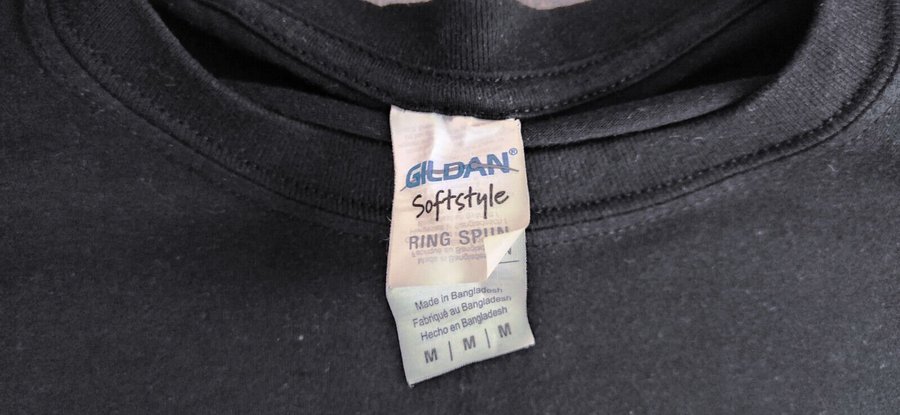 GILDAN®
Softstyle
RING SPUN
Made in Bangladesh
Fabriqué au Bangladesh
Hecho en Bangladesh
M | M | M